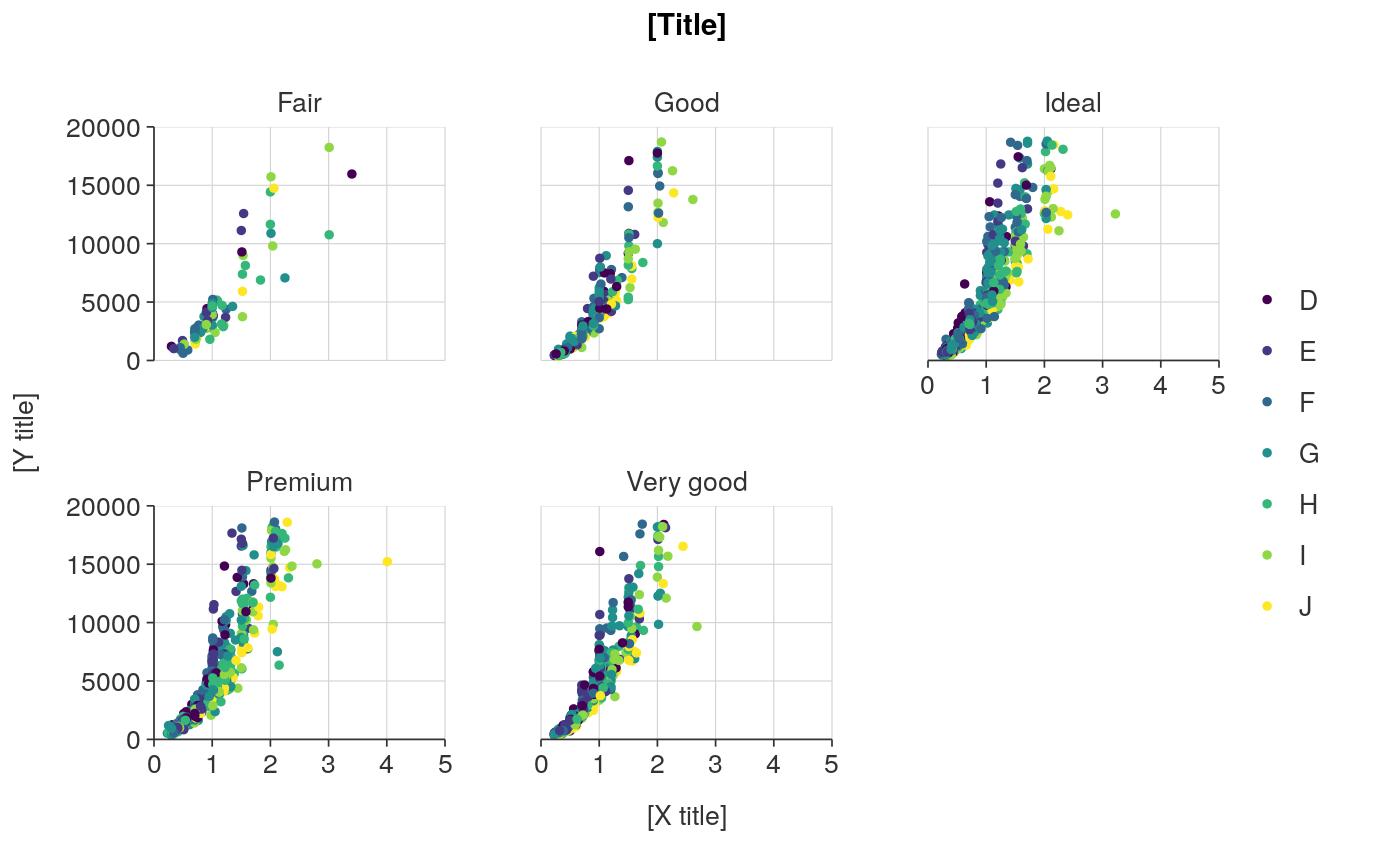 [Title]
Fair
Good
Ideal
20000
15000
10000
5000
0
0 1 2 3 4 5
[Y title]
Premium
Very good
20000
15000
10000
5000
0
0 1 2 3 4 5
0 1 2 3 4 5
[X title]
D
E
F
G
H
I
J